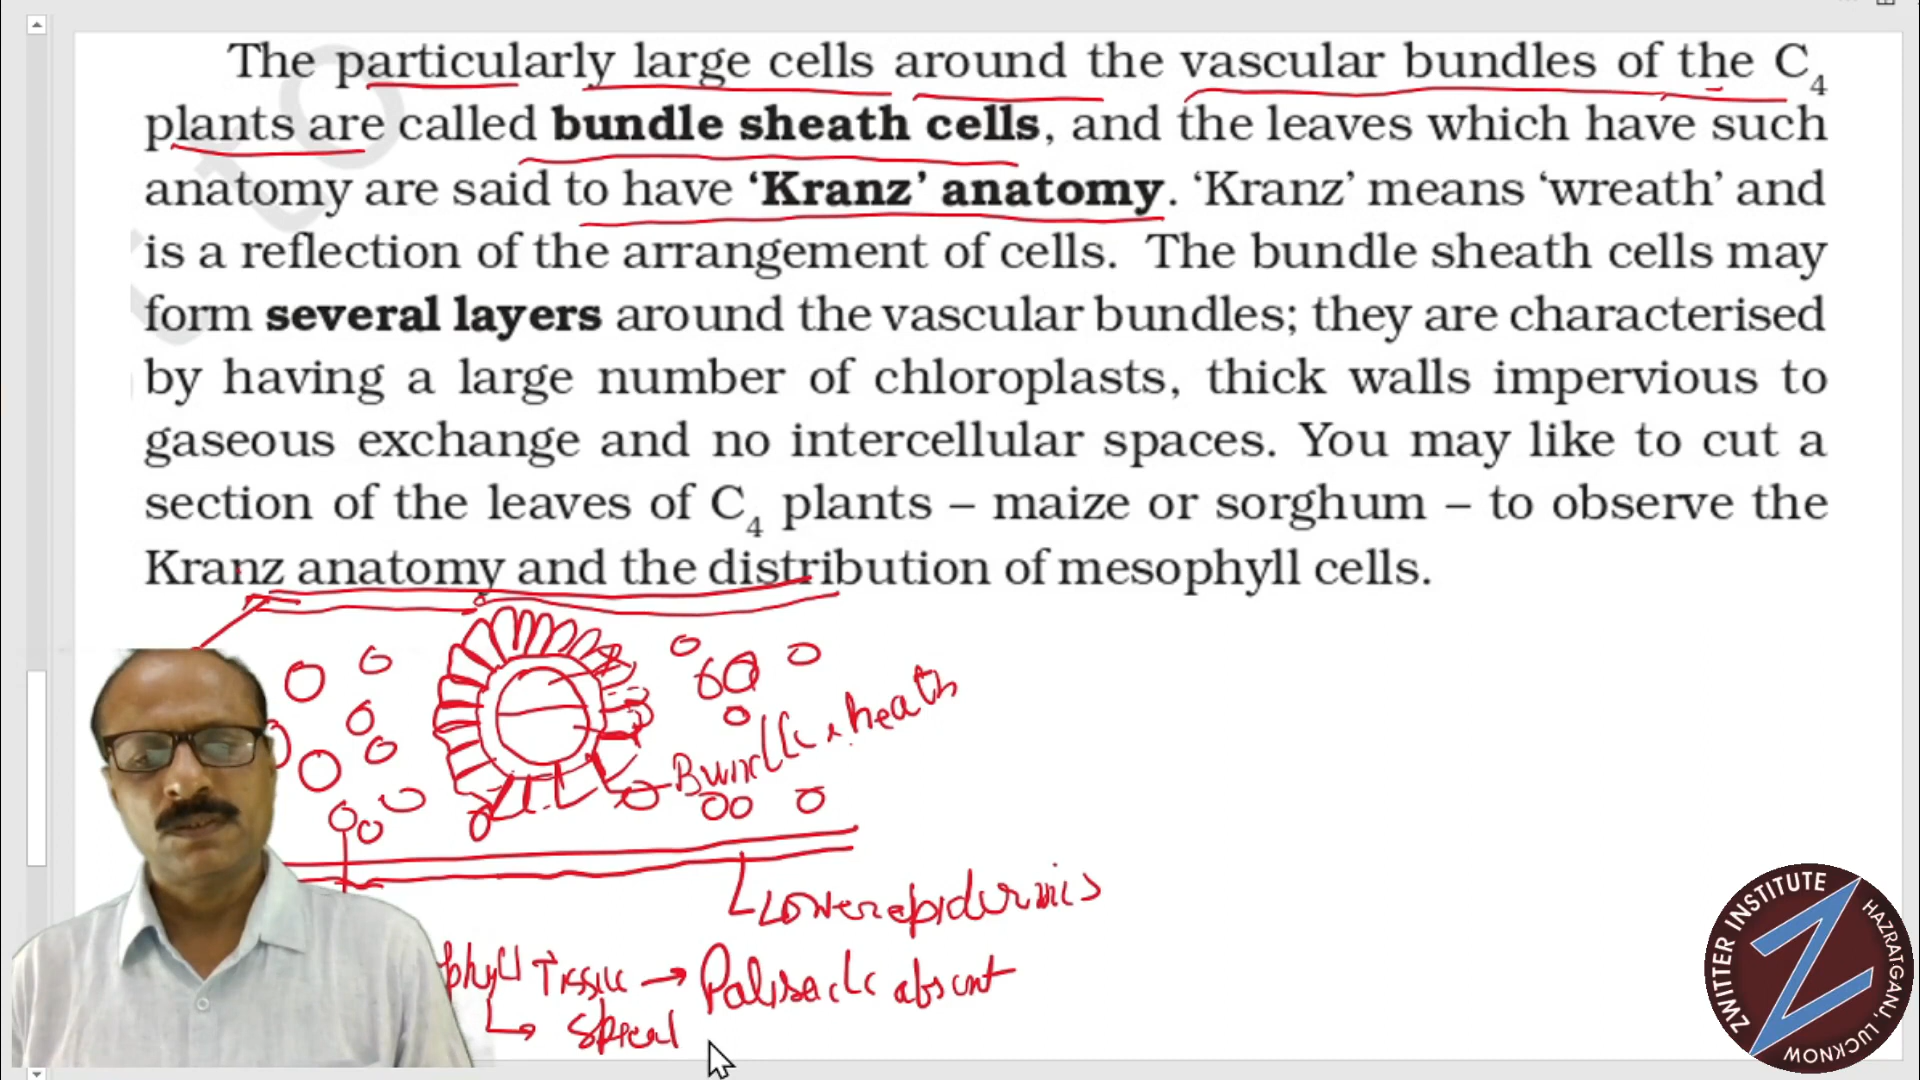 The particularly large cells around the vascular bundles of the C4
plants are called bundle sheath cells, and the leaves which have such
anatomy are said to have ‘Kranz’ anatomy. ‘Kranz’ means ‘wreath’ and
is a reflection of the arrangement of cells. The bundle sheath cells may
form several layers around the vascular bundles; they are characterised
by having a large number of chloroplasts, thick walls impervious to
gaseous exchange and no intercellular spaces. You may like to cut a
section of the leaves of C4 plants – maize or sorghum – to observe the
Kranz anatomy and the distribution of mesophyll cells.
Bundle sheath
Lower epidermis
phyll Tissue → Palisade absent
ZWITTER INSTITUTE
HAZRATGANJ, LUCKNOW